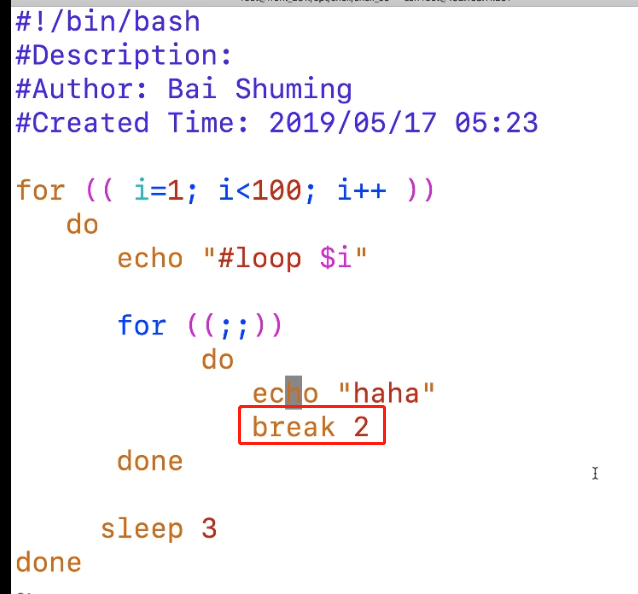 #!/bin/bash
#Description:
#Author: Bai Shuming
#Created Time: 2019/05/17 05:23
for (( i=1; i<100; i++ ))
do
echo "#loop $i"
for ((;;))
do
echo "haha"
break 2
done
sleep 3
done